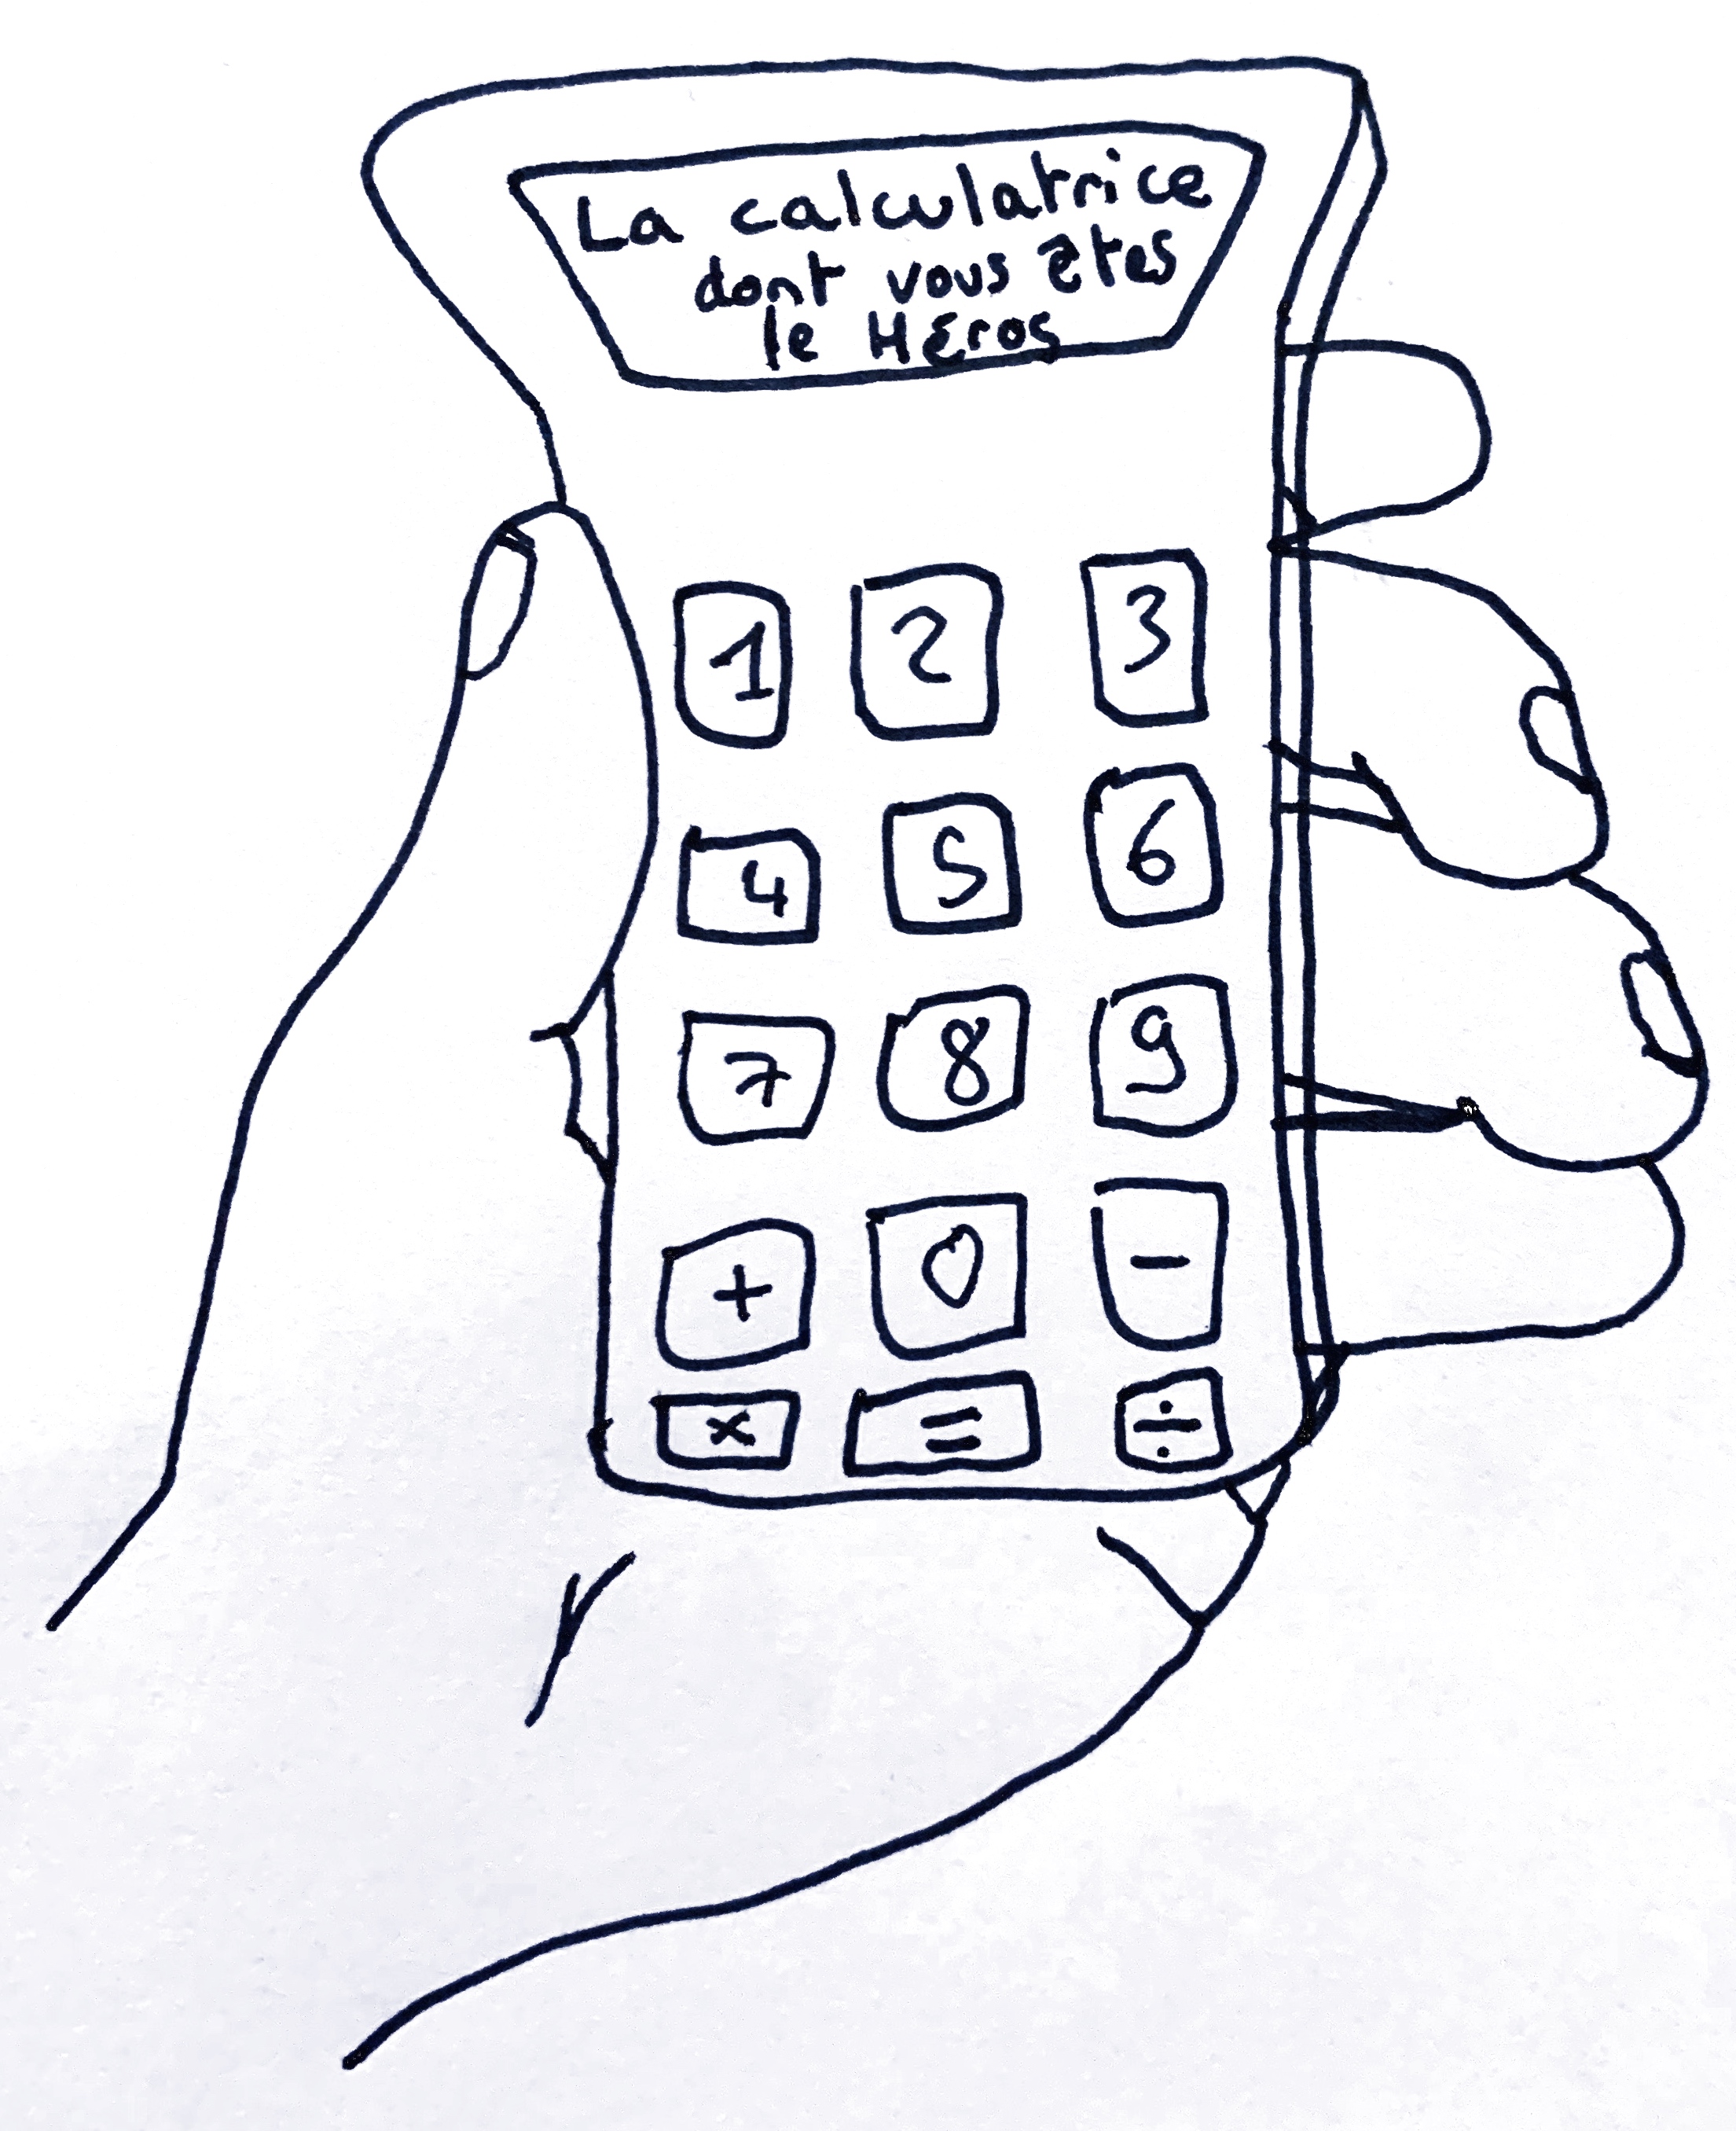 La calculatrice
dont vous êtes
le Héros
1 2 3
4 5 6
7 8 9
+ 0 -
× = ÷